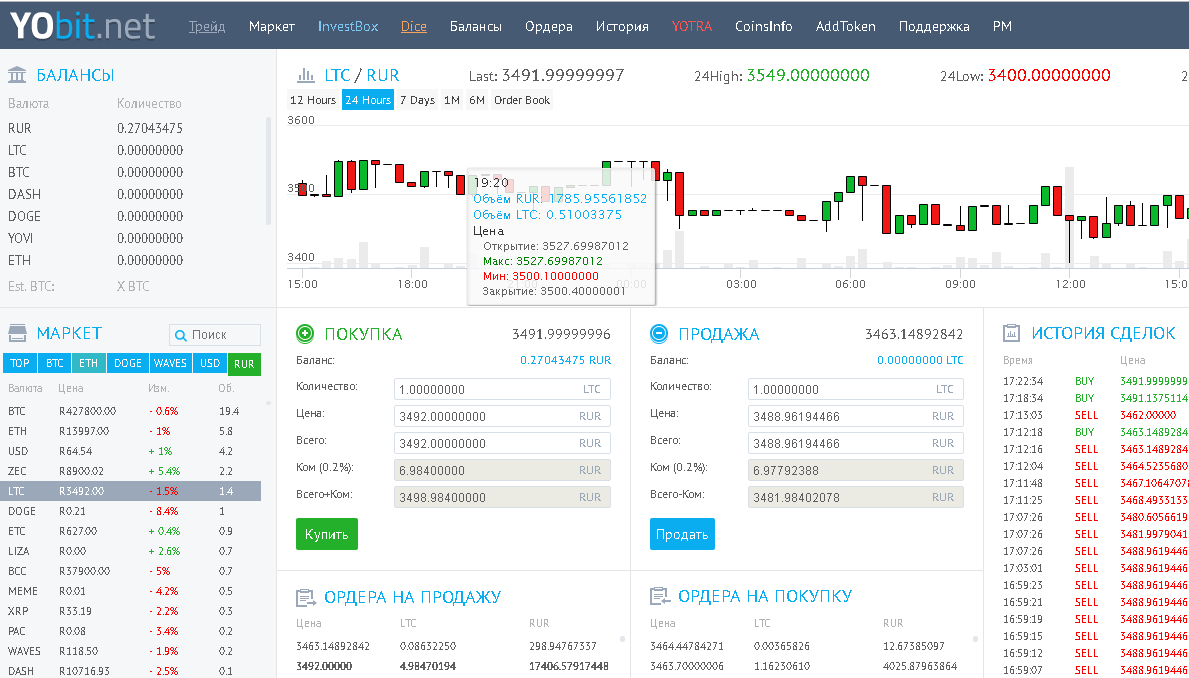 YObit.net Трейд Маркет InvestBox Dice Балансы Ордера История YOTRA CoinsInfo AddToken Поддержка PM
БАЛАНСЫ
Валюта Количество
RUR 0.27043475
LTC 0.00000000
BTC 0.00000000
DASH 0.00000000
DOGE 0.00000000
YOVI 0.00000000
ETH 0.00000000
Est. BTC: X BTC
LTC / RUR Last: 3491.99999997 24High: 3549.00000000 24Low: 3400.00000000 2
12 Hours 24 Hours 7 Days 1M 6M Order Book
3600
3500
3400
19:20
Объём RUR: 1785.95561852
Объём LTC: 0.51003375
Цена
Открытие: 3527.69987012
Макс: 3527.69987012
Мин: 3500.10000000
Закрытие: 3500.40000001
15:00 18:00 21:00 00:00 03:00 06:00 09:00 12:00 15:0
МАРКЕТ Поиск
TOP BTC ETH DOGE WAVES USD RUR
Валюта Цена Изм. Об.
BTC R427800.00 - 0.6% 19.4
ETH R13997.00 - 1% 5.8
USD R64.54 + 1% 4.2
ZEC R8900.02 + 5.4% 2.2
LTC R3492.00 - 1.5% 1.4
DOGE R0.21 - 8.4% 1
ETC R627.00 + 0.4% 0.9
LIZA R0.00 + 2.6% 0.7
BCC R37900.00 - 5% 0.7
MEME R0.01 - 4.2% 0.5
XRP R33.19 - 2.2% 0.3
PAC R0.08 - 3.4% 0.2
WAVES R118.50 - 1.9% 0.2
DASH R10716.93 - 2.5% 0.1
ПОКУПКА 3491.99999996
Баланс: 0.27043475 RUR
Количество: 1.00000000 LTC
Цена: 3492.00000000 RUR
Всего: 3492.00000000 RUR
Ком (0.2%): 6.98400000 RUR
Всего+Ком: 3498.98400000 RUR
Купить
ПРОДАЖА 3463.14892842
Баланс: 0.00000000 LTC
Количество: 1.00000000 LTC
Цена: 3488.96194466 RUR
Всего: 3488.96194466 RUR
Ком (0.2%): 6.97792388 RUR
Всего-Ком: 3481.98402078 RUR
Продать
ОРДЕРА НА ПРОДАЖУ
Цена LTC RUR
3463.14892842 0.08632250 298.94767337
3492.00000 4.98470194 17406.57917448
ОРДЕРА НА ПОКУПКУ
Цена LTC RUR
3464.44784271 0.00365826 12.67385097
3463.70000006 1.16230610 4025.87963864
ИСТОРИЯ СДЕЛОК
Время Цена
17:22:34 BUY 3491.9999999
17:18:34 BUY 3491.1375114
17:13:03 SELL 3462.00000
17:12:18 BUY 3463.1489284
17:12:16 SELL 3463.1489284
17:12:04 SELL 3464.5235680
17:11:48 SELL 3467.1064707
17:11:25 SELL 3468.4933133
17:07:26 SELL 3480.6056619
17:07:26 SELL 3481.9979041
17:07:26 SELL 3488.9619446
17:03:01 SELL 3488.9619446
16:59:23 SELL 3488.9619446
16:59:21 SELL 3488.9619446
16:59:19 SELL 3488.9619446
16:59:15 SELL 3488.9619446
16:59:12 SELL 3488.9619446
16:59:07 SELL 3488.9619446